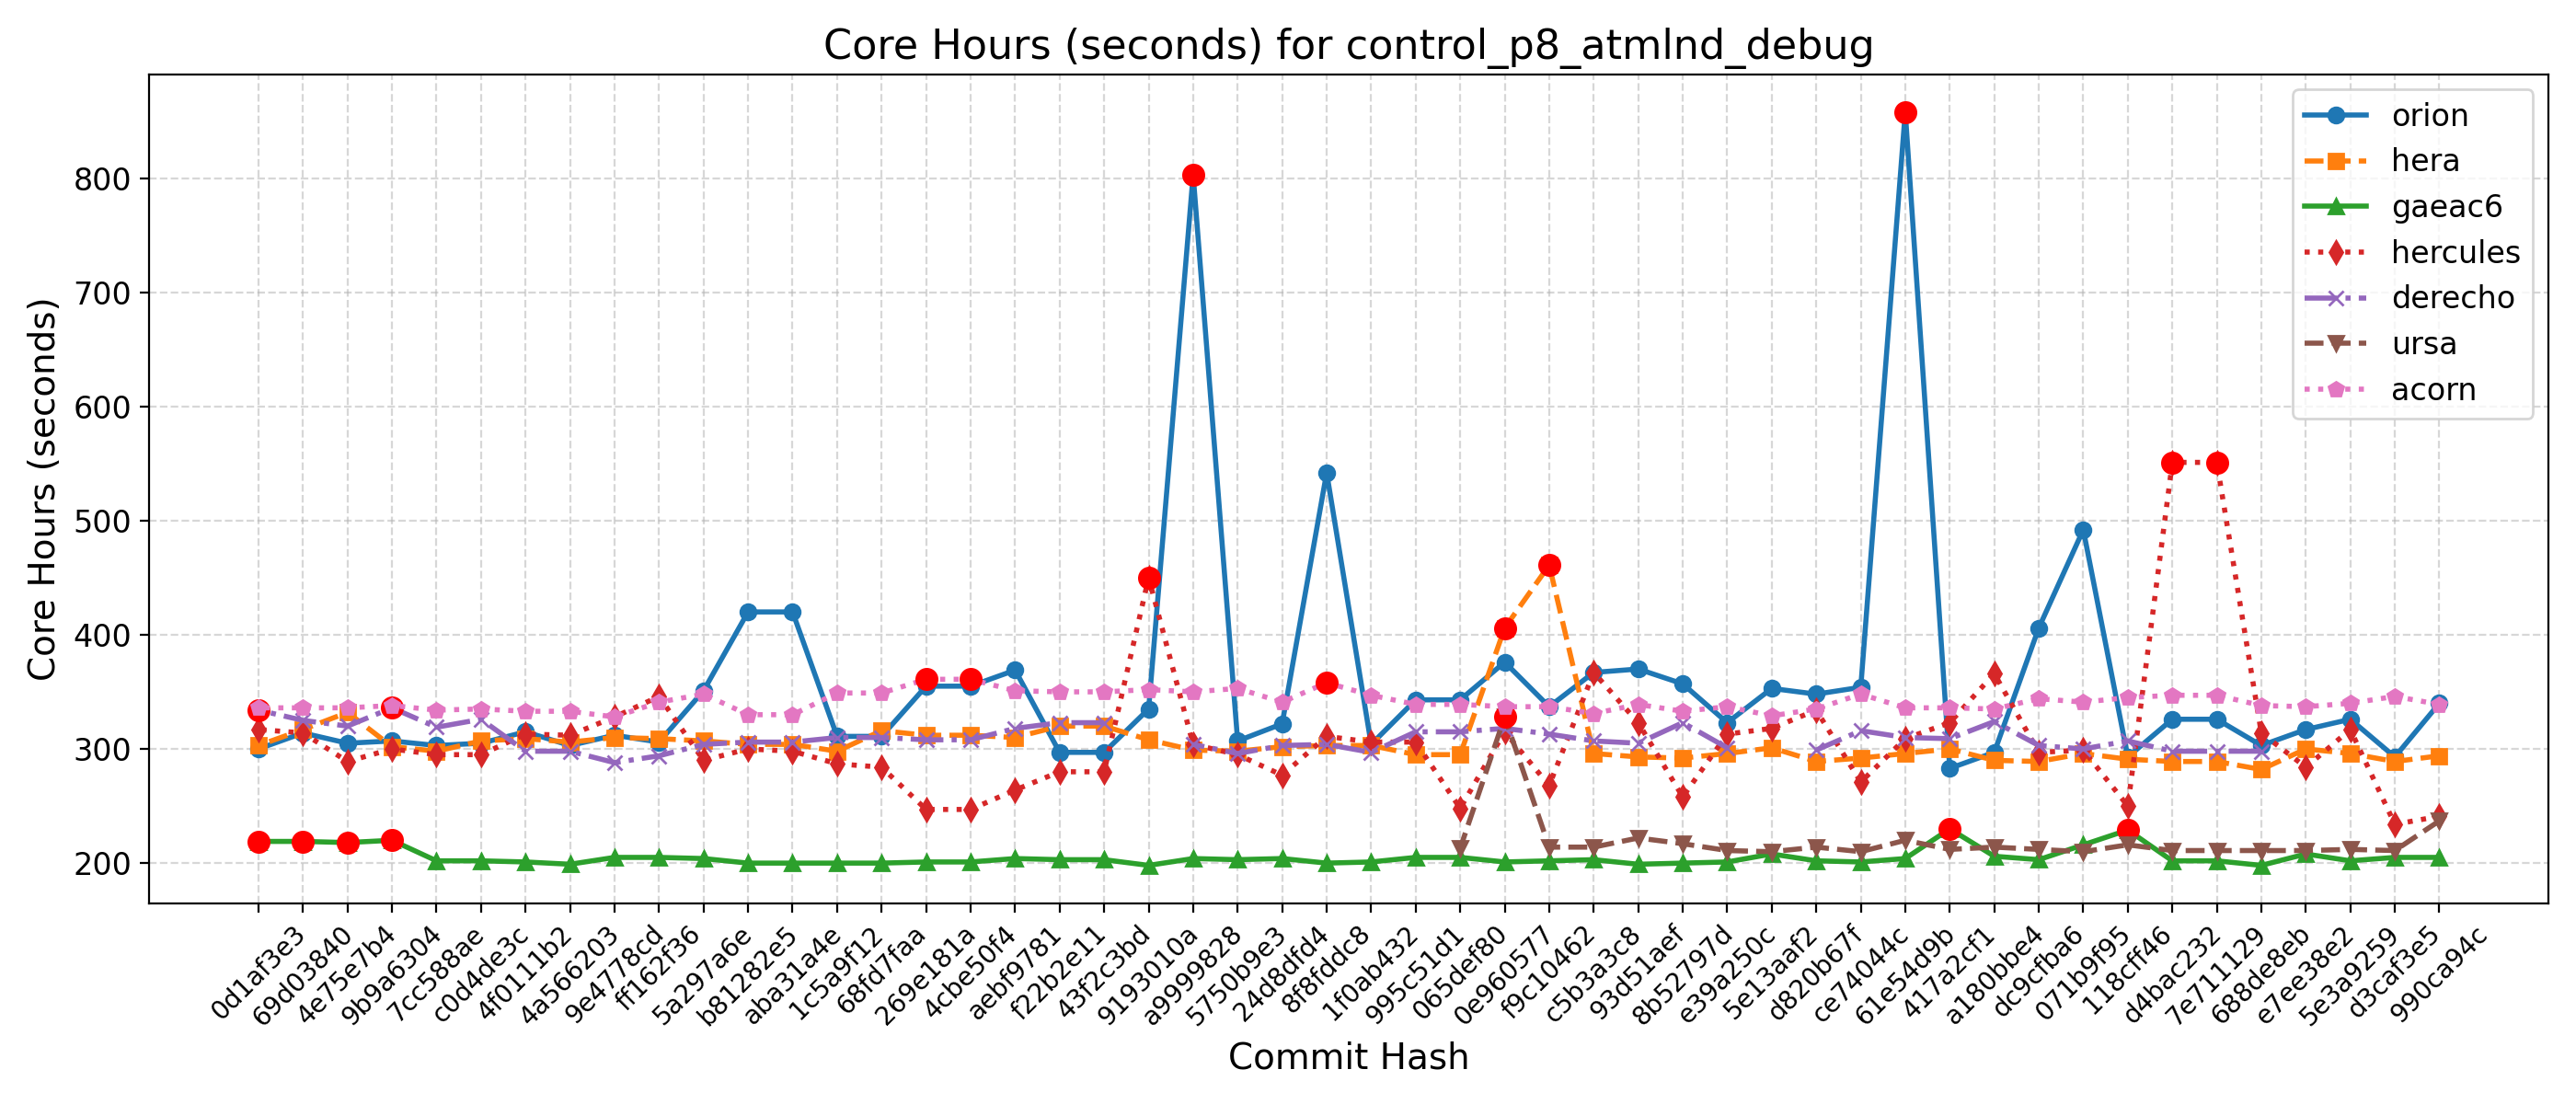 Core Hours (seconds) for control_p8_atmlnd_debug
Core Hours (seconds)
800
700
600
500
400
300
200
orion
hera
gaeac6
hercules
derecho
ursa
acorn
0d1af3e3
69d03840
4e75e7b4
9b9a6304
7cc588ae
c0d4de3c
4f0111b2
4a566203
9e4778cd
ff162f36
5a297a6e
b81282e5
aba31a4e
1c5a9f12
68fd7faa
269e181a
4cbe50f4
aebf9781
f22b2e11
43f2c3bd
9193010a
a9999828
5750b9e3
24d8dfd4
8f8fddc8
1f0ab432
995c51d1
065def80
0e960577
f9c10462
c5b3a3c8
93d51aef
8b52797d
e39a250c
5e13aaf2
d820b67f
ce74044c
61e54d9b
417a2cf1
a180bbe4
dc9cfba6
071b9f95
118cff46
d4bac232
7e711129
688de8eb
e7ee38e2
5e3a9259
d3caf3e5
990ca94c
Commit Hash